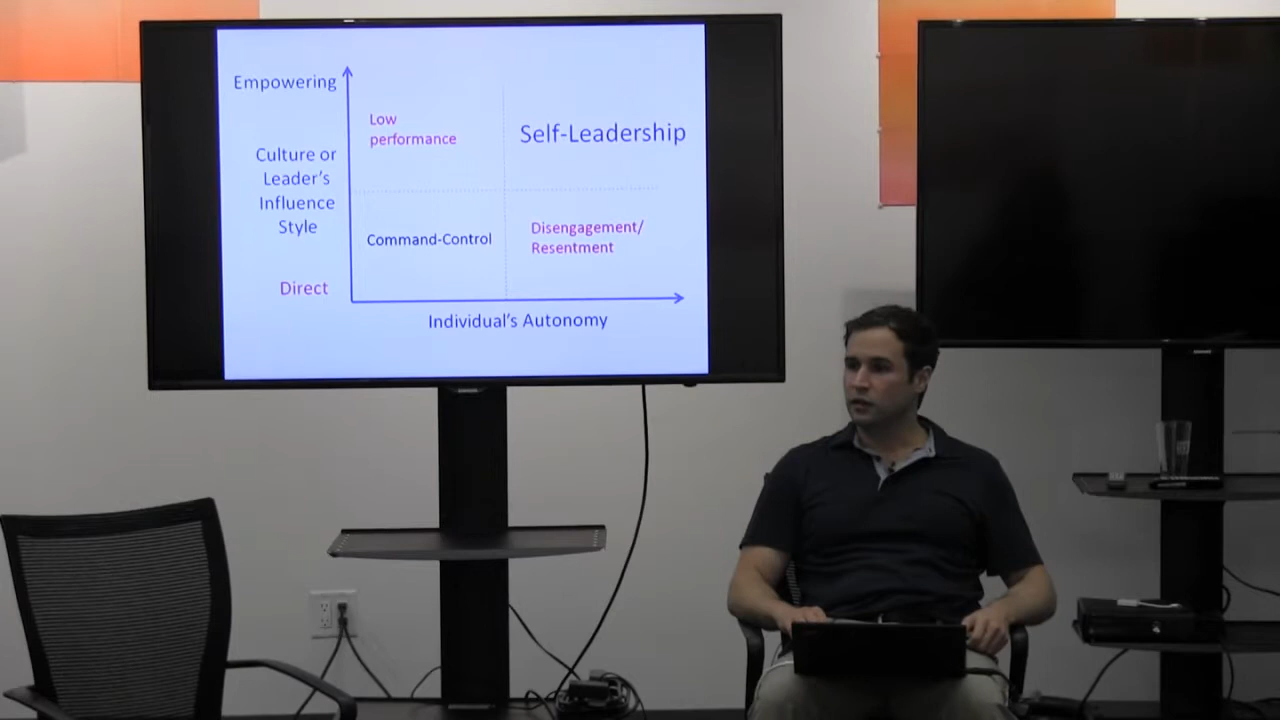 Empowering
Low
performance
Self-Leadership
Culture or
Leader's
Influence
Style
Command-Control
Disengagement/
Resentment
Direct
Individual's Autonomy